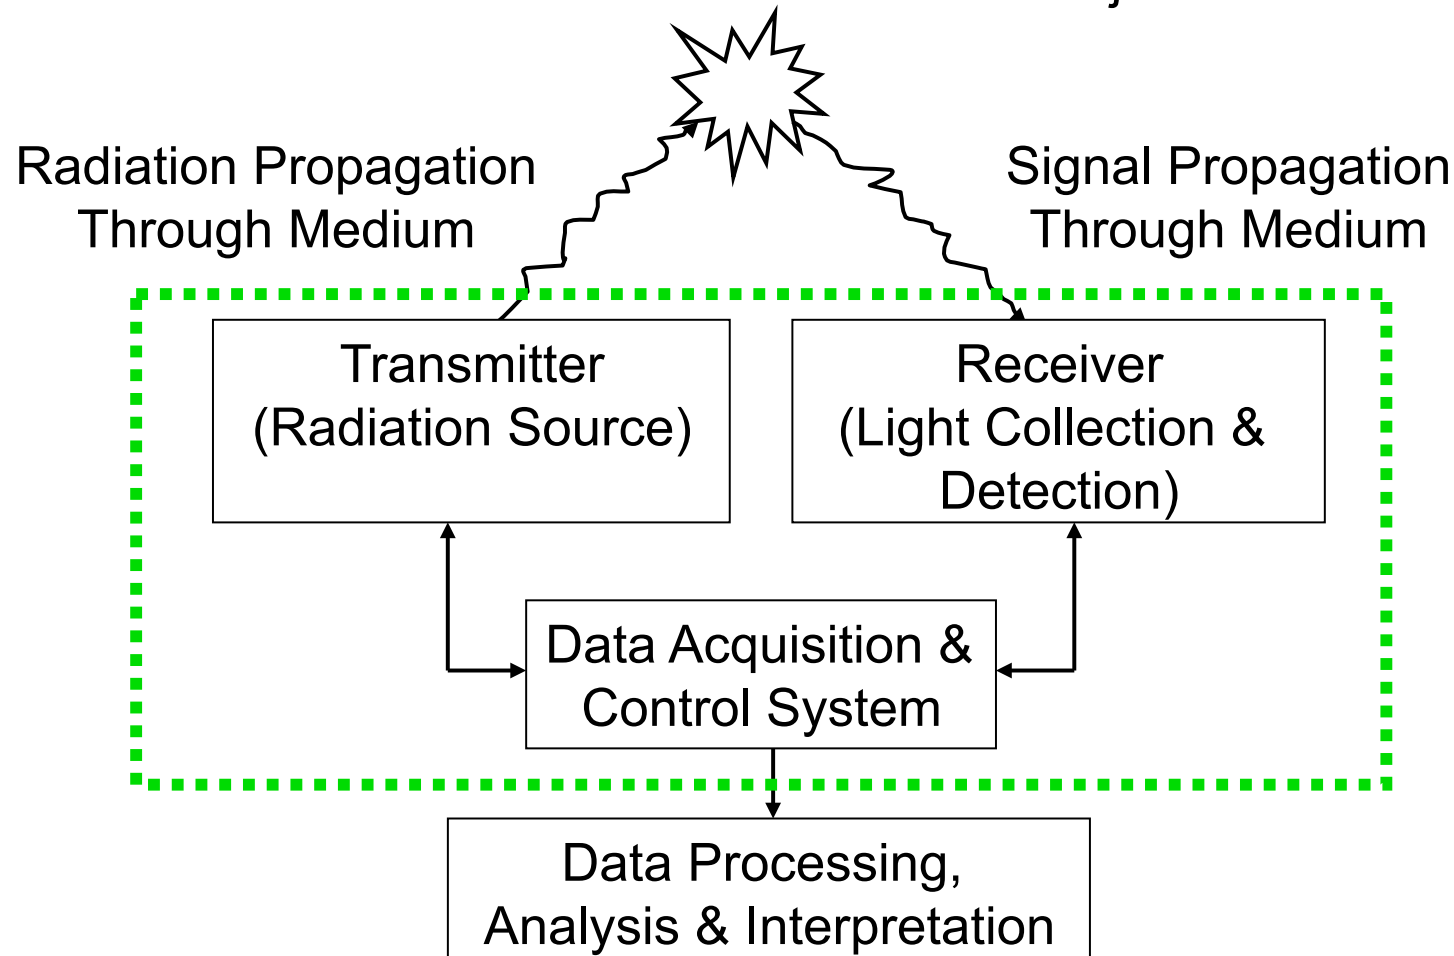 Radiation Propagation
Through Medium
Signal Propagation
Through Medium
Transmitter
(Radiation Source)
Receiver
(Light Collection &
Detection)
Data Acquisition &
Control System
Data Processing,
Analysis & Interpretation